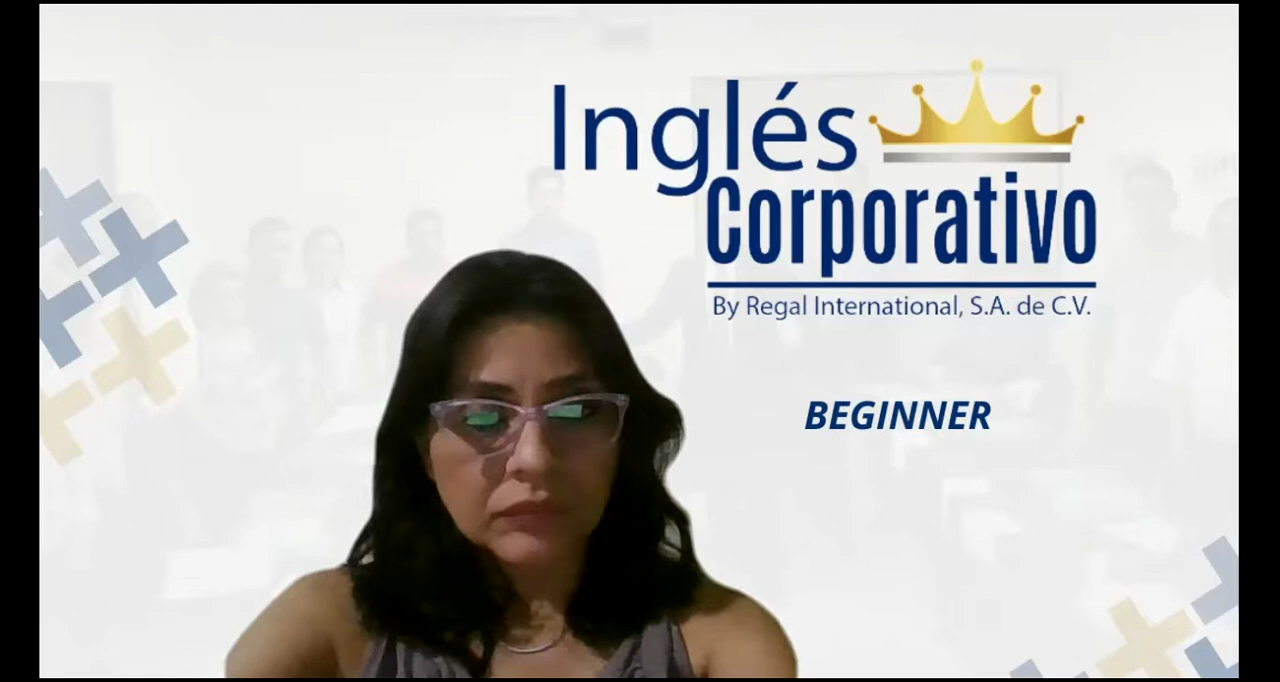 Inglés
Corporativo
By Regal International, S.A. de C.V.
BEGINNER